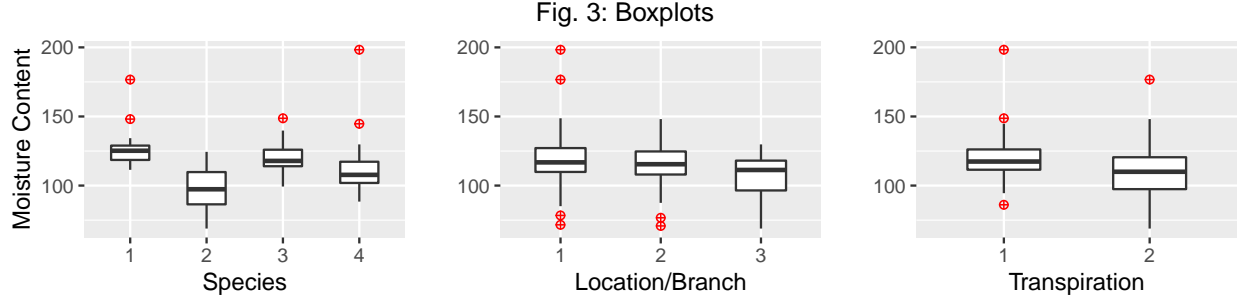 Fig. 3: Boxplots
Moisture Content
200
150
100
1 2 3 4
Species
200
150
100
1 2 3
Location/Branch
200
150
100
1 2
Transpiration